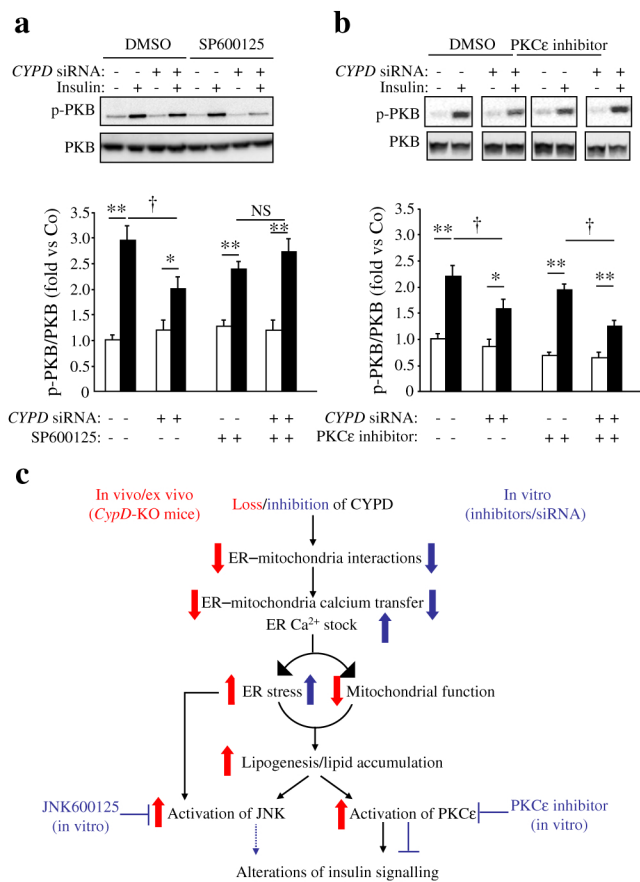 a
DMSO SP600125
CYPD siRNA: - - + + - - + +
Insulin: - + - + - + - +
p-PKB
PKB
p-PKB/PKB (fold vs Co)
3.5
3.0
2.5
2.0
1.5
1.0
0.5
0
** † * ** NS **
CYPD siRNA: - - + + - - + +
SP600125: - - - - + + + +
b
DMSO PKCε inhibitor
CYPD siRNA: - - + + - - + +
Insulin: - + - + - + - +
p-PKB
PKB
p-PKB/PKB (fold vs Co)
3.5
3.0
2.5
2.0
1.5
1.0
0.5
0
** † * ** † **
CYPD siRNA: - - + + - - + +
PKCε inhibitor: - - - - + + + +
c
In vivo/ex vivo
(CypD-KO mice)
Loss/inhibition of CYPD
In vitro
(inhibitors/siRNA)
ER–mitochondria interactions
ER–mitochondria calcium transfer
ER Ca²⁺ stock
ER stress
Mitochondrial function
Lipogenesis/lipid accumulation
JNK600125
(in vitro)
Activation of JNK
Activation of PKCε
PKCε inhibitor
(in vitro)
Alterations of insulin signalling